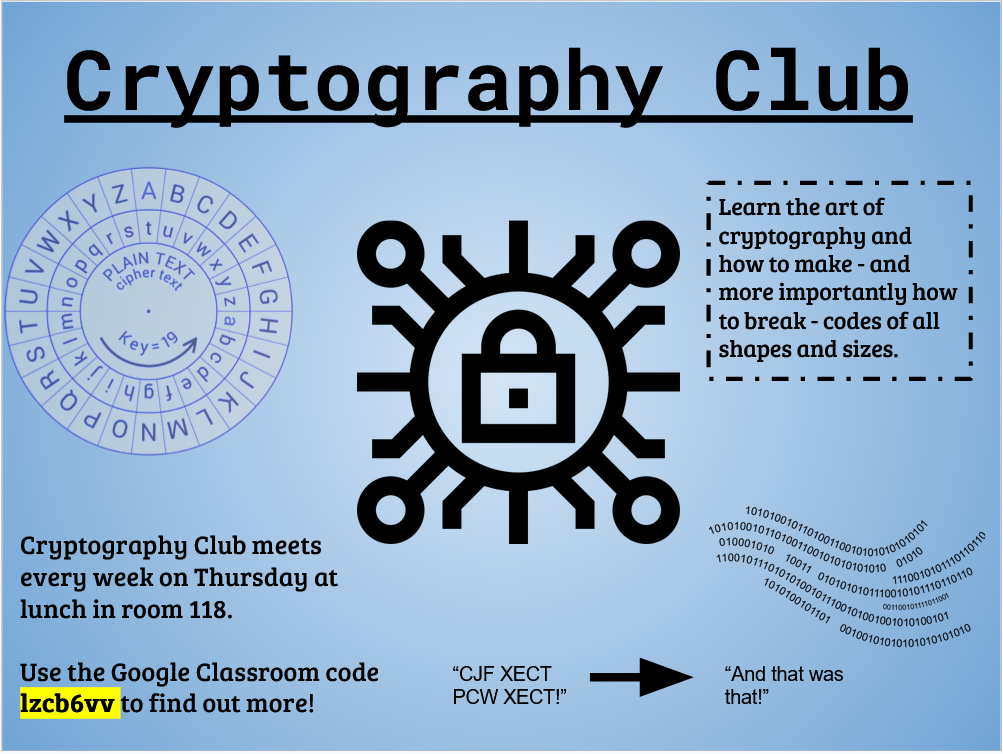 Cryptography Club
A B C D E F G H I J K L M N O P Q R S T U V W X Y Z
t u v w x y z a b c d e f g h i j k l m n o p q r s
PLAIN TEXT
cipher text
Key=19
Learn the art of
cryptography and
how to make - and
more importantly how
to break - codes of all
shapes and sizes.
010001010
10011
01010
Cryptography Club meets
every week on Thursday at
lunch in room 118.
Use the Google Classroom code
lzcb6vv to find out more!
“CJF XECT
PCW XECT!”
“And that was
that!”